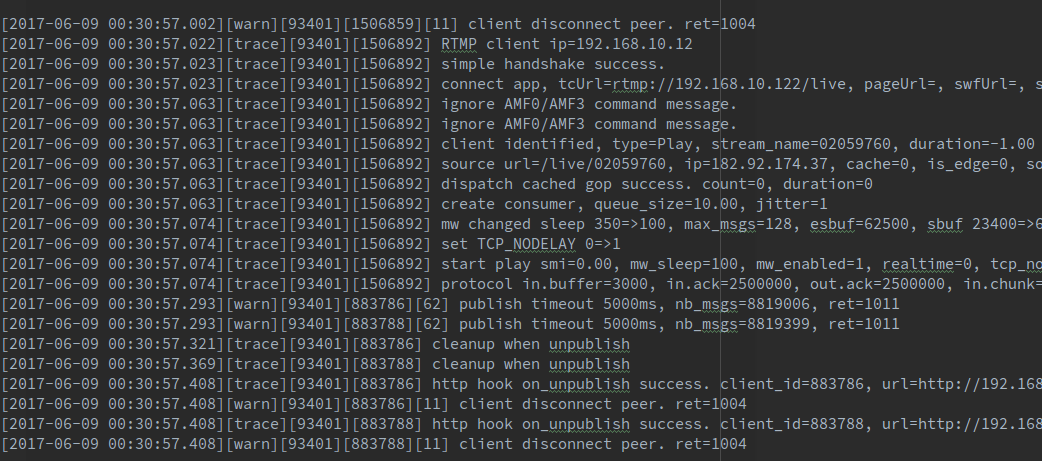 [2017-06-09 00:30:57.002][warn][93401][1506859][11] client disconnect peer. ret=1004
[2017-06-09 00:30:57.022][trace][93401][1506892] RTMP client ip=192.168.10.12
[2017-06-09 00:30:57.023][trace][93401][1506892] simple handshake success.
[2017-06-09 00:30:57.023][trace][93401][1506892] connect app, tcUrl=rtmp://192.168.10.122/live, pageUrl=, swfUrl=, s
[2017-06-09 00:30:57.063][trace][93401][1506892] ignore AMF0/AMF3 command message.
[2017-06-09 00:30:57.063][trace][93401][1506892] ignore AMF0/AMF3 command message.
[2017-06-09 00:30:57.063][trace][93401][1506892] client identified, type=Play, stream_name=02059760, duration=-1.00
[2017-06-09 00:30:57.063][trace][93401][1506892] source url=/live/02059760, ip=182.92.174.37, cache=0, is_edge=0, so
[2017-06-09 00:30:57.063][trace][93401][1506892] dispatch cached gop success. count=0, duration=0
[2017-06-09 00:30:57.063][trace][93401][1506892] create consumer, queue_size=10.00, jitter=1
[2017-06-09 00:30:57.074][trace][93401][1506892] mw changed sleep 350=>100, max_msgs=128, esbuf=62500, sbuf 23400=>6
[2017-06-09 00:30:57.074][trace][93401][1506892] set TCP_NODELAY 0=>1
[2017-06-09 00:30:57.074][trace][93401][1506892] start play smi=0.00, mw_sleep=100, mw_enabled=1, realtime=0, tcp_no
[2017-06-09 00:30:57.074][trace][93401][1506892] protocol in.buffer=3000, in.ack=2500000, out.ack=2500000, in.chunk=
[2017-06-09 00:30:57.293][warn][93401][883786][62] publish timeout 5000ms, nb_msgs=8819006, ret=1011
[2017-06-09 00:30:57.293][warn][93401][883788][62] publish timeout 5000ms, nb_msgs=8819399, ret=1011
[2017-06-09 00:30:57.321][trace][93401][883786] cleanup when unpublish
[2017-06-09 00:30:57.369][trace][93401][883788] cleanup when unpublish
[2017-06-09 00:30:57.408][trace][93401][883786] http hook on_unpublish success. client_id=883786, url=http://192.168
[2017-06-09 00:30:57.408][warn][93401][883786][11] client disconnect peer. ret=1004
[2017-06-09 00:30:57.408][trace][93401][883788] http hook on_unpublish success. client_id=883788, url=http://192.168
[2017-06-09 00:30:57.408][warn][93401][883788][11] client disconnect peer. ret=1004